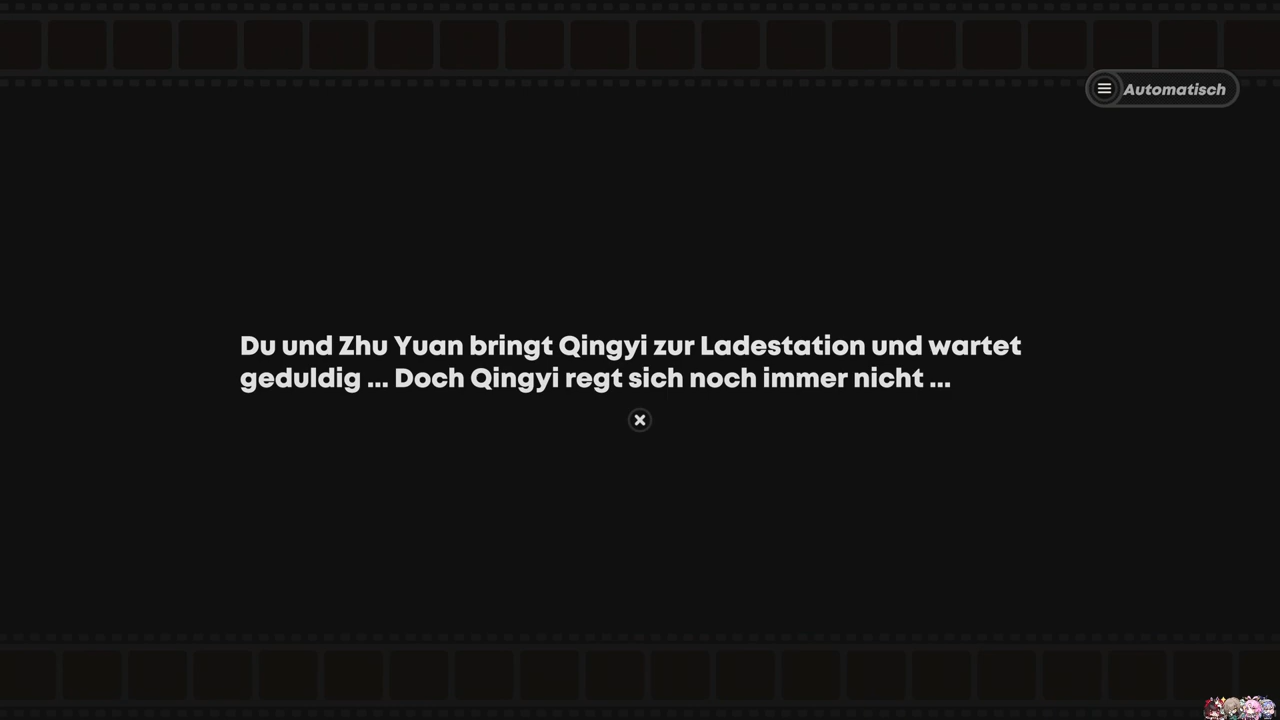 Automatisch
Du und Zhu Yuan bringt Qingyi zur Ladestation und wartet
geduldig ... Doch Qingyi regt sich noch immer nicht ...